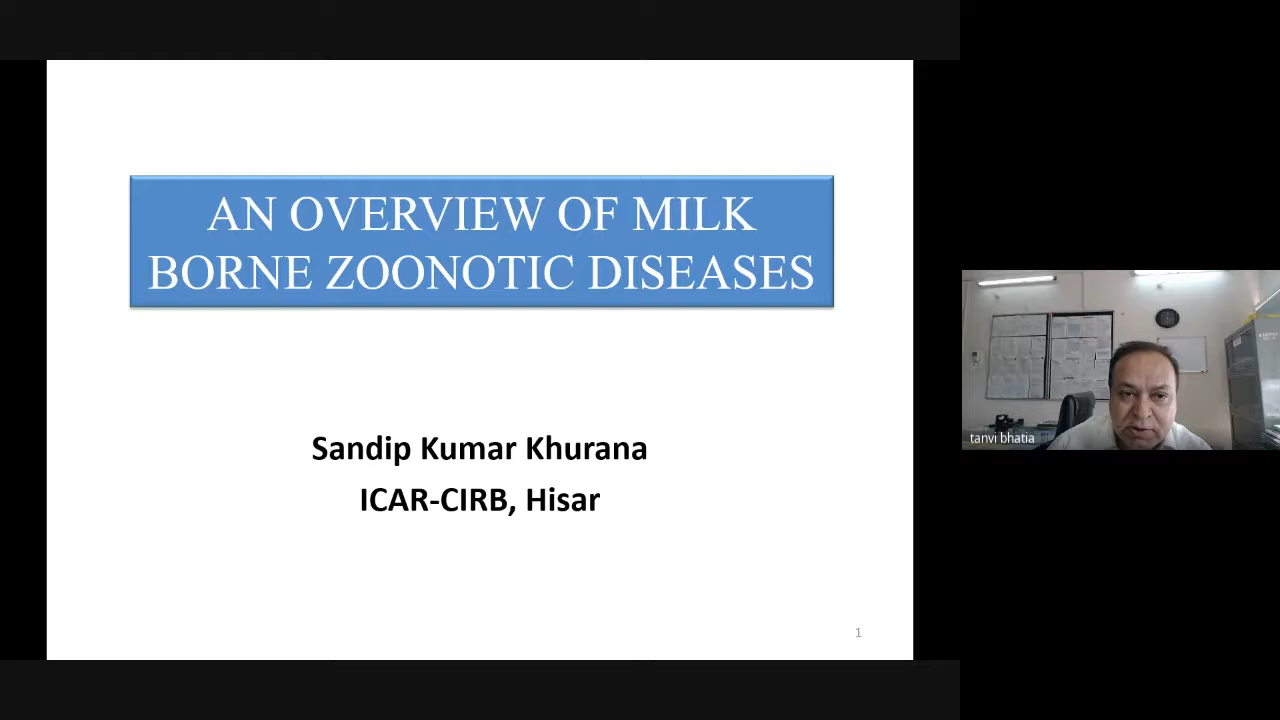 AN OVERVIEW OF MILK
BORNE ZOONOTIC DISEASES
Sandip Kumar Khurana
ICAR-CIRB, Hisar
1
tanvi bhatia